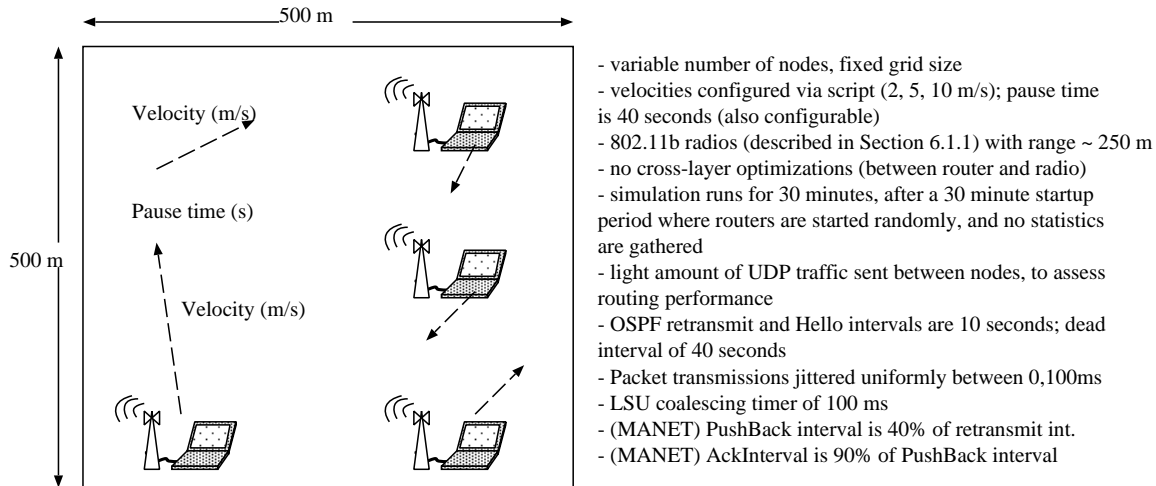 500 m
500 m
Velocity (m/s)
Pause time (s)
Velocity (m/s)
- variable number of nodes, fixed grid size
- velocities configured via script (2, 5, 10 m/s); pause time
is 40 seconds (also configurable)
- 802.11b radios (described in Section 6.1.1) with range ~ 250 m
- no cross-layer optimizations (between router and radio)
- simulation runs for 30 minutes, after a 30 minute startup
period where routers are started randomly, and no statistics
are gathered
- light amount of UDP traffic sent between nodes, to assess
routing performance
- OSPF retransmit and Hello intervals are 10 seconds; dead
interval of 40 seconds
- Packet transmissions jittered uniformly between 0,100ms
- LSU coalescing timer of 100 ms
- (MANET) PushBack interval is 40% of retransmit int.
- (MANET) AckInterval is 90% of PushBack interval